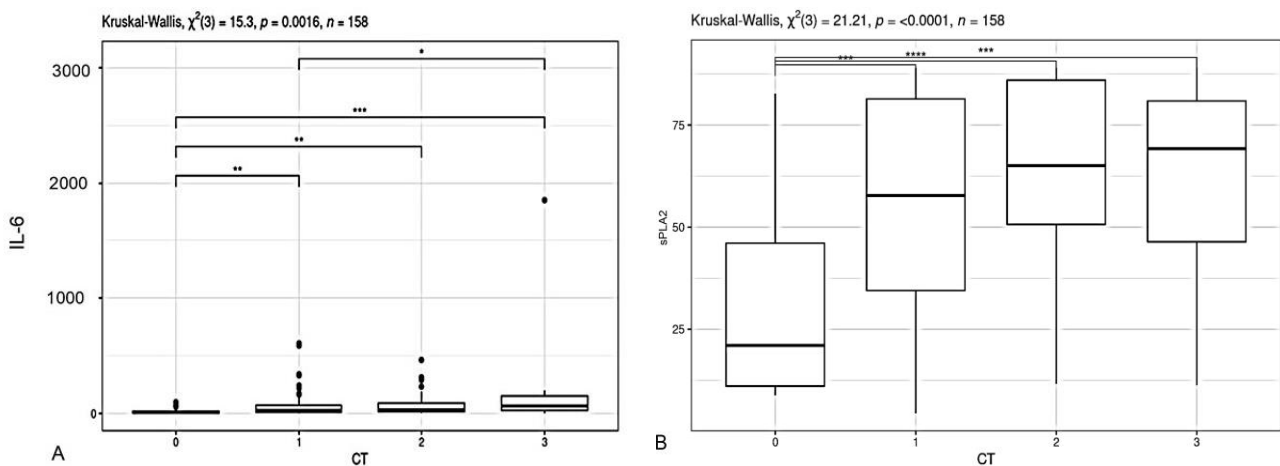 Kruskal-Wallis, χ²(3) = 15.3, p = 0.0016, n = 158
3000
2000
1000
0
IL-6
*
***
**
**
0 1 2 3
CT
A
Kruskal-Wallis, χ²(3) = 21.21, p = <0.0001, n = 158
75
50
25
sPLA2
***
****
***
0 1 2 3
CT
B